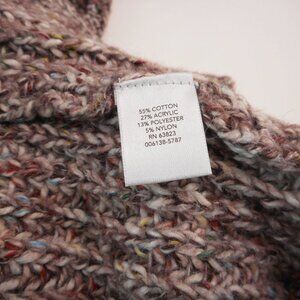 55% COTTON
27% ACRYLIC
13% POLYESTER
5% NYLON
RN 63823
006138-5787